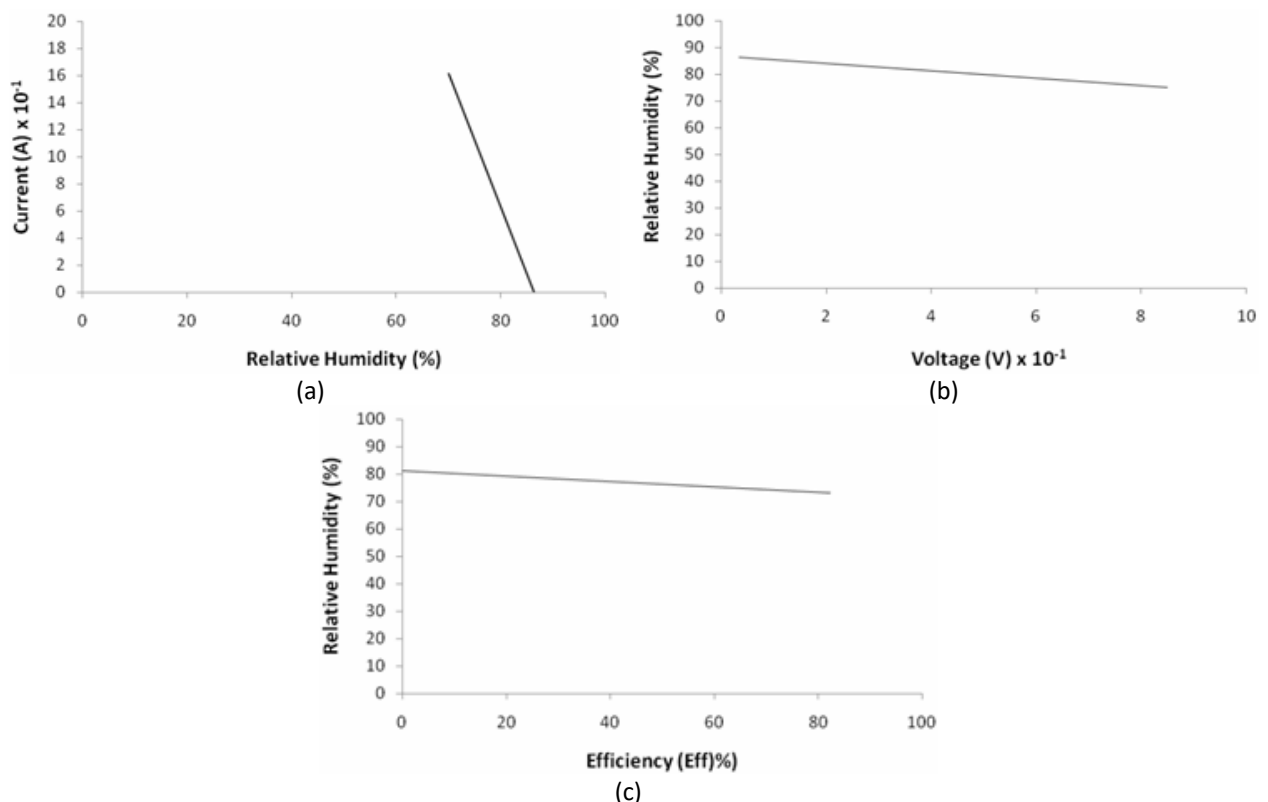 Current (A) x 10⁻¹
20
18
16
14
12
10
8
6
4
2
0
0 20 40 60 80 100
Relative Humidity (%)
(a)
Relative Humidity (%)
100
90
80
70
60
50
40
30
20
10
0
0 2 4 6 8 10
Voltage (V) x 10⁻¹
(b)
Relative Humidity (%)
100
90
80
70
60
50
40
30
20
10
0
0 20 40 60 80 100
Efficiency (Eff)%)
(c)